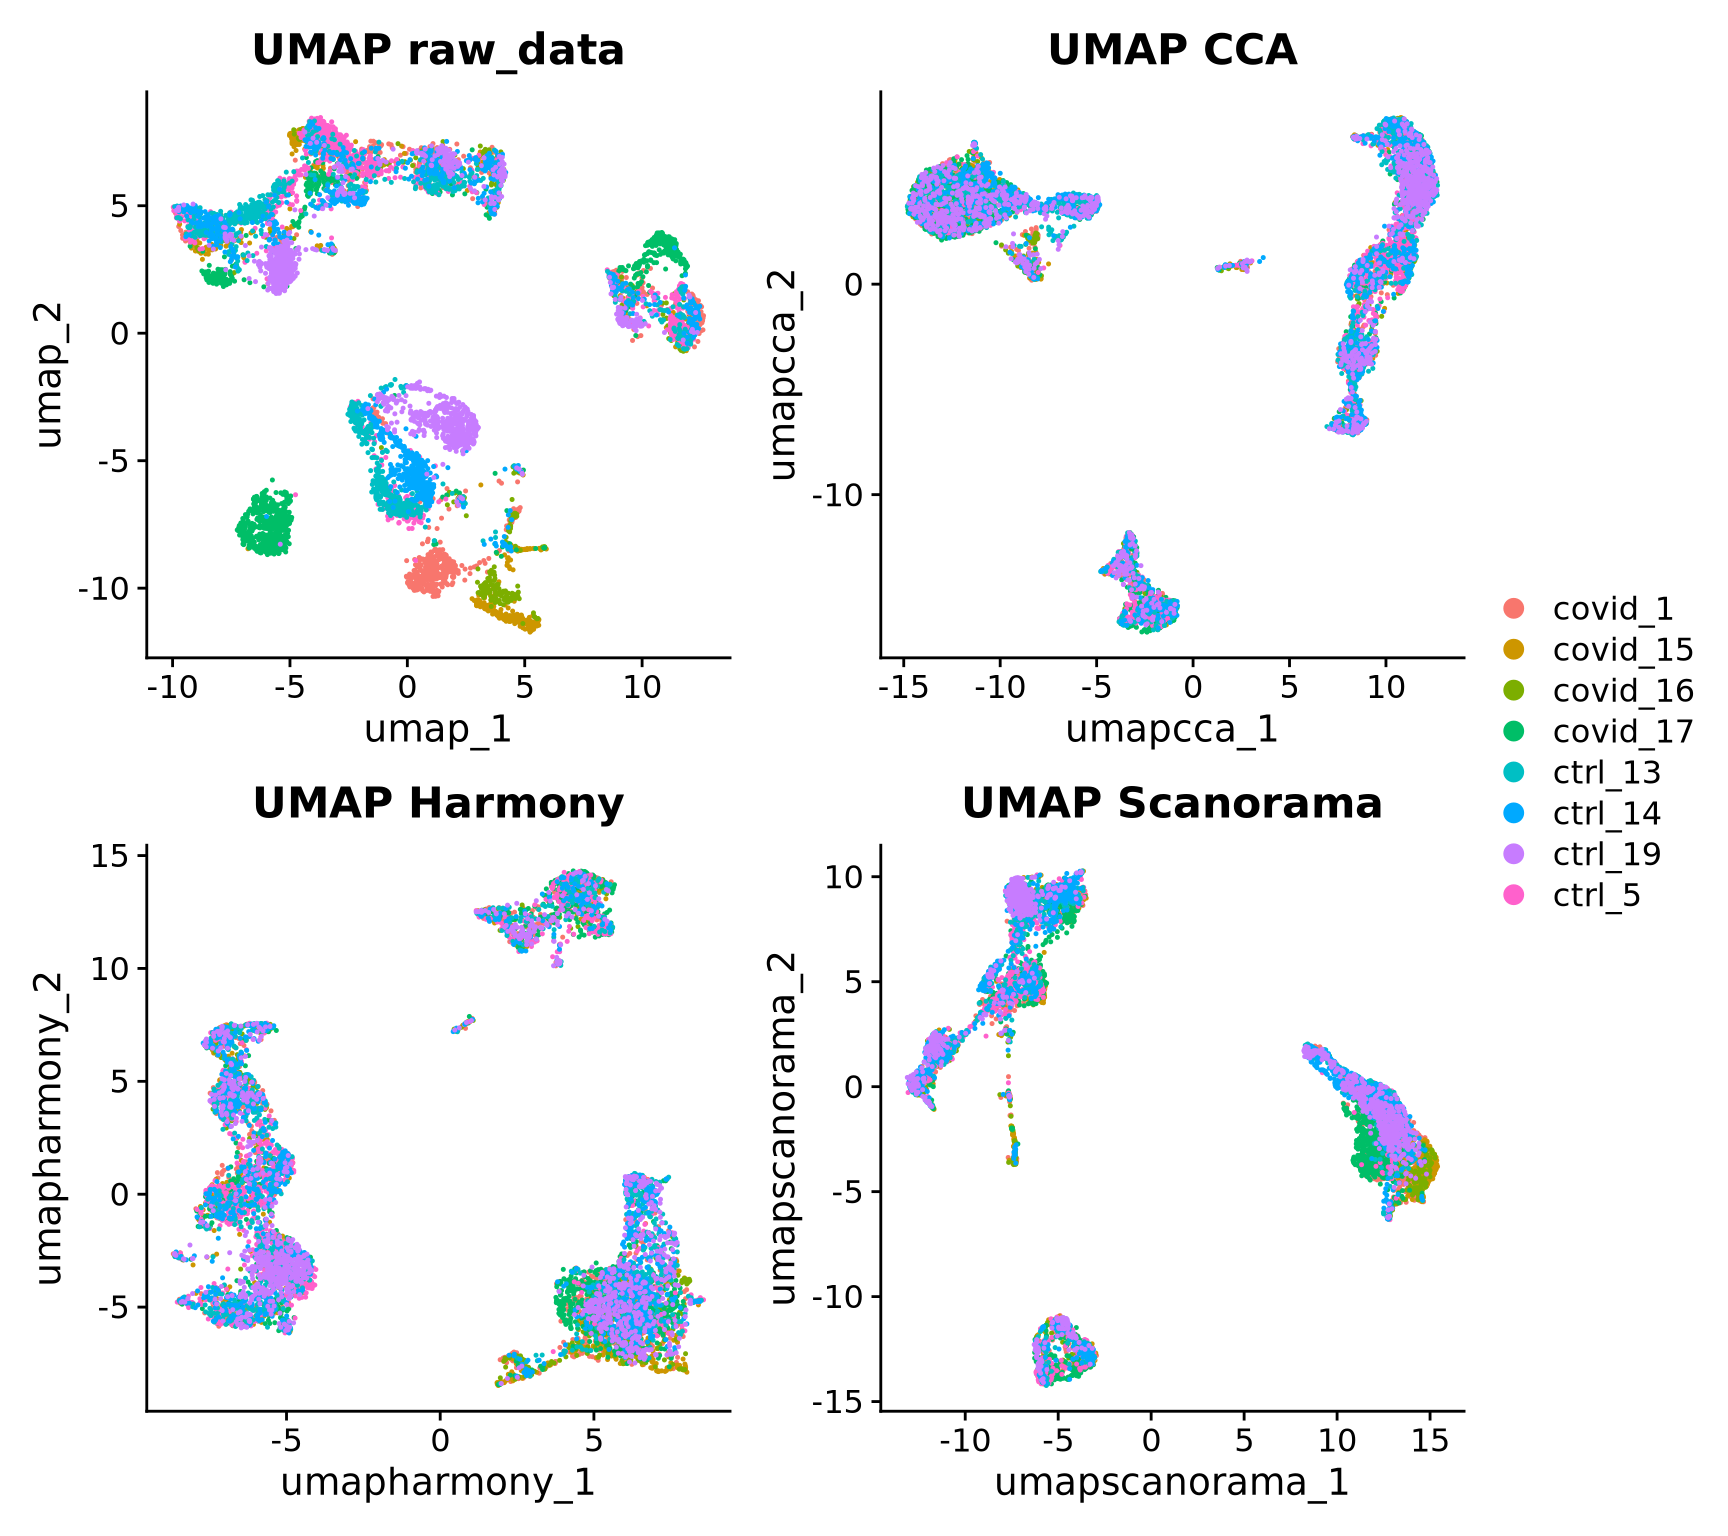 UMAP raw_data
umap_2
5
0
-5
-10
-10 -5 0 5 10
umap_1
UMAP CCA
umapcca_2
0
-10
-15 -10 -5 0 5 10
umapcca_1
UMAP Harmony
umapharmony_2
15
10
5
0
-5
-5 0 5
umapharmony_1
UMAP Scanorama
umapscanorama_2
10
5
0
-5
-10
-15
-10 -5 0 5 10 15
umapscanorama_1
covid_1
covid_15
covid_16
covid_17
ctrl_13
ctrl_14
ctrl_19
ctrl_5